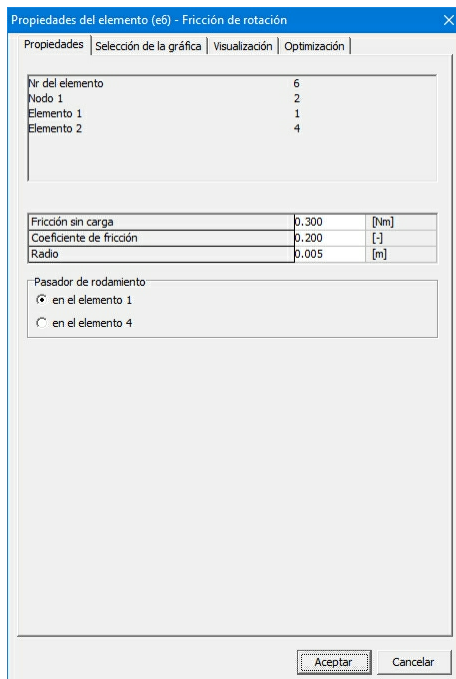 Propiedades del elemento (e6) - Fricción de rotación
Propiedades Selección de la gráfica Visualización Optimización
Nr del elemento 6
Nodo 1 2
Elemento 1 1
Elemento 2 4
Fricción sin carga 0.300 [Nm]
Coeficiente de fricción 0.200 [-]
Radio 0.005 [m]
Pasador de rodamiento
en el elemento 1
en el elemento 4
Aceptar Cancelar